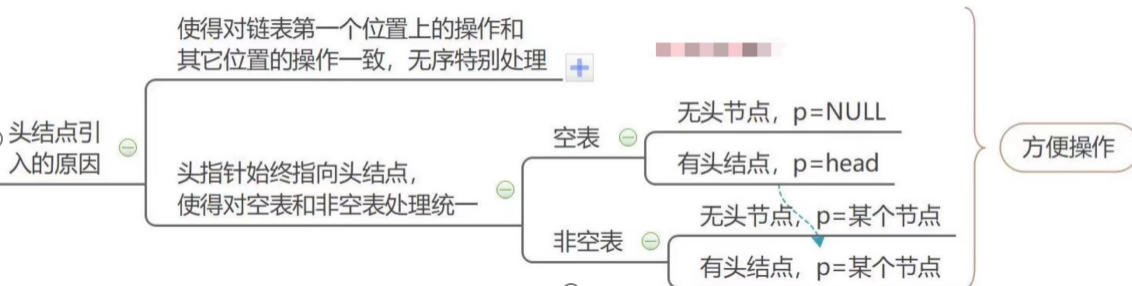 头结点引
入的原因
使得对链表第一个位置上的操作和
其它位置的操作一致，无序特别处理
头指针始终指向头结点，
使得对空表和非空表处理统一
空表
无头节点，p=NULL
有头结点，p=head
非空表
无头节点，p=某个节点
有头结点，p=某个节点
方便操作